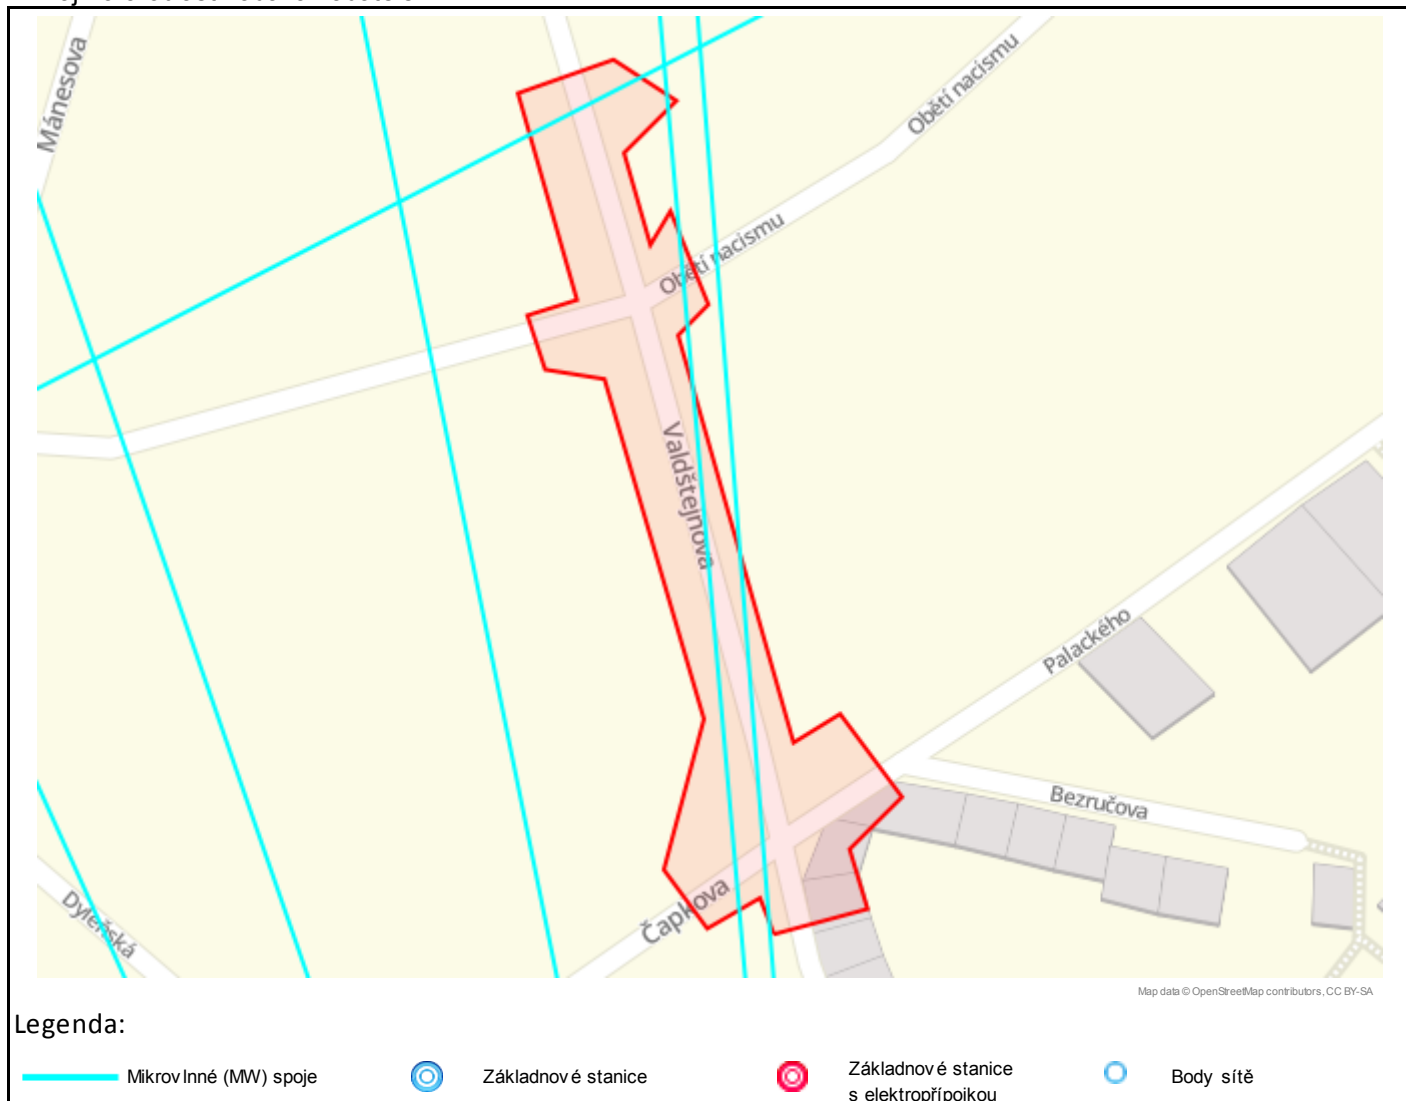 Mánesova
Obětí nacismu
Obětí nacismu
Valdštejnova
Palackého
Bezručova
Čapkova
Dyleňská
Map data © OpenStreetMap contributors, CC BY-SA
Legenda:
Mikrovlnné (MW) spoje
Základnové stanice
Základnové stanice
s elektropřípojkou
Body sítě